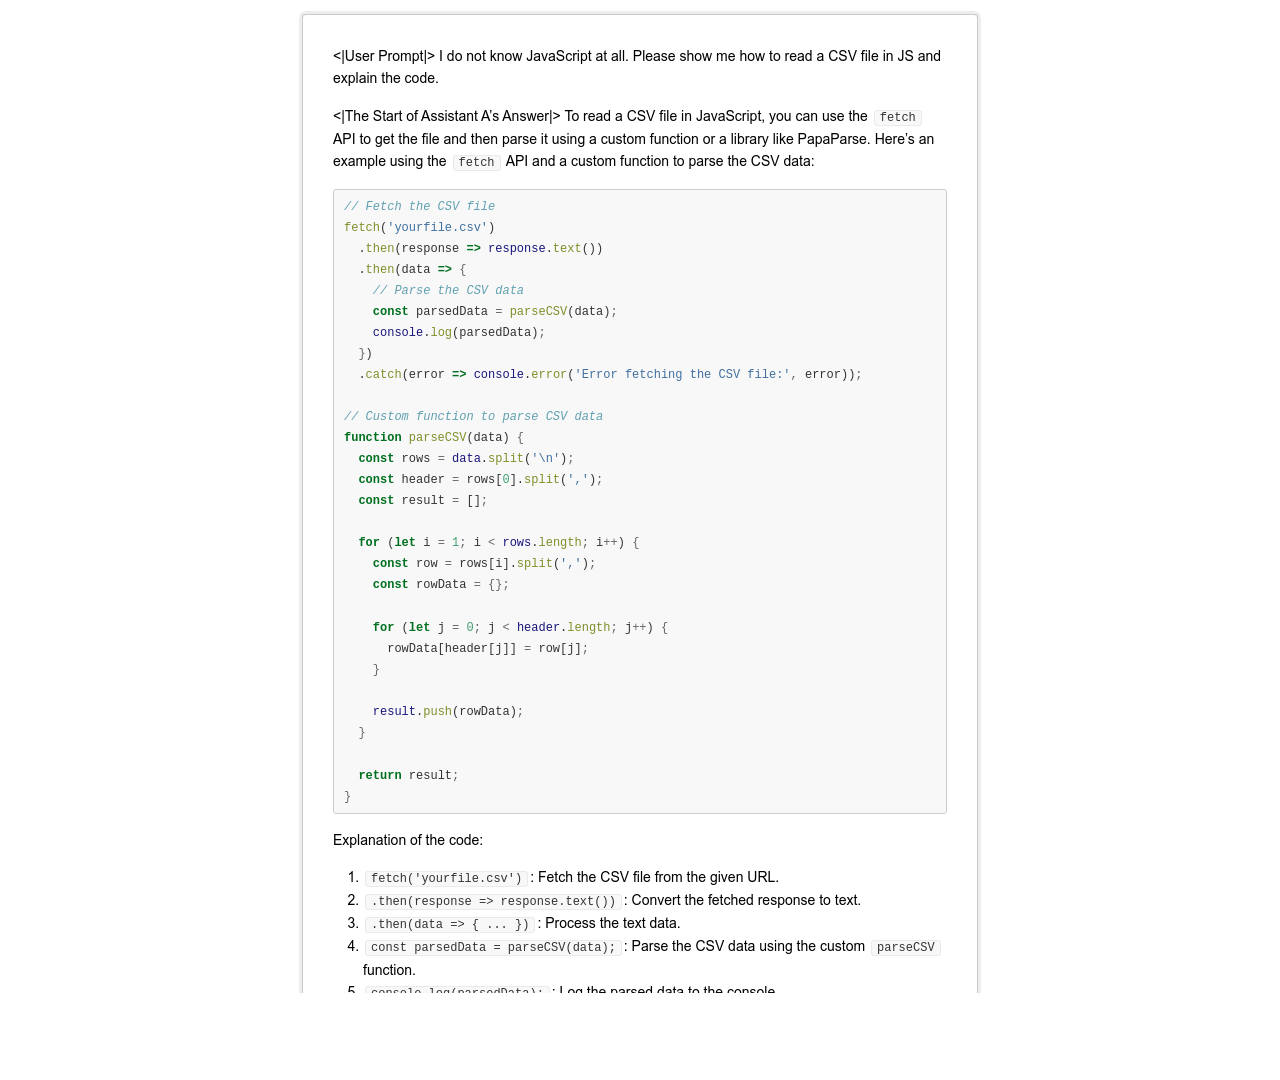 <|User Prompt|> I do not know JavaScript at all. Please show me how to read a CSV file in JS and
explain the code.
<|The Start of Assistant A’s Answer|> To read a CSV file in JavaScript, you can use the fetch
API to get the file and then parse it using a custom function or a library like PapaParse. Here’s an
example using the fetch API and a custom function to parse the CSV data:
// Fetch the CSV file
fetch('yourfile.csv')
  .then(response => response.text())
  .then(data => {
    // Parse the CSV data
    const parsedData = parseCSV(data);
    console.log(parsedData);
  })
  .catch(error => console.error('Error fetching the CSV file:', error));
// Custom function to parse CSV data
function parseCSV(data) {
  const rows = data.split('\n');
  const header = rows[0].split(',');
  const result = [];
  for (let i = 1; i < rows.length; i++) {
    const row = rows[i].split(',');
    const rowData = {};
    for (let j = 0; j < header.length; j++) {
      rowData[header[j]] = row[j];
    }
    result.push(rowData);
  }
  return result;
}
Explanation of the code:
1. fetch('yourfile.csv') : Fetch the CSV file from the given URL.
2. .then(response => response.text()) : Convert the fetched response to text.
3. .then(data => { ... }) : Process the text data.
4. const parsedData = parseCSV(data); : Parse the CSV data using the custom parseCSV
function.
5. console.log(parsedData); : Log the parsed data to the console.